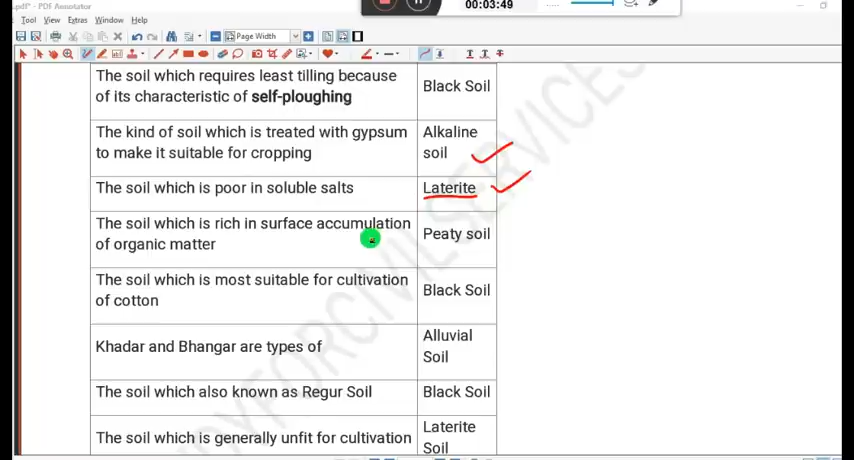 .pdf* - PDF Annotator
00:03:49
Tool View Extras Window Help
Page Width
The soil which requires least tilling because
of its characteristic of self-ploughing
Black Soil
The kind of soil which is treated with gypsum
to make it suitable for cropping
Alkaline
soil
The soil which is poor in soluble salts
Laterite
The soil which is rich in surface accumulation
of organic matter
Peaty soil
The soil which is most suitable for cultivation
of cotton
Black Soil
Khadar and Bhangar are types of
Alluvial
Soil
The soil which also known as Regur Soil
Black Soil
The soil which is generally unfit for cultivation
Laterite
Soil